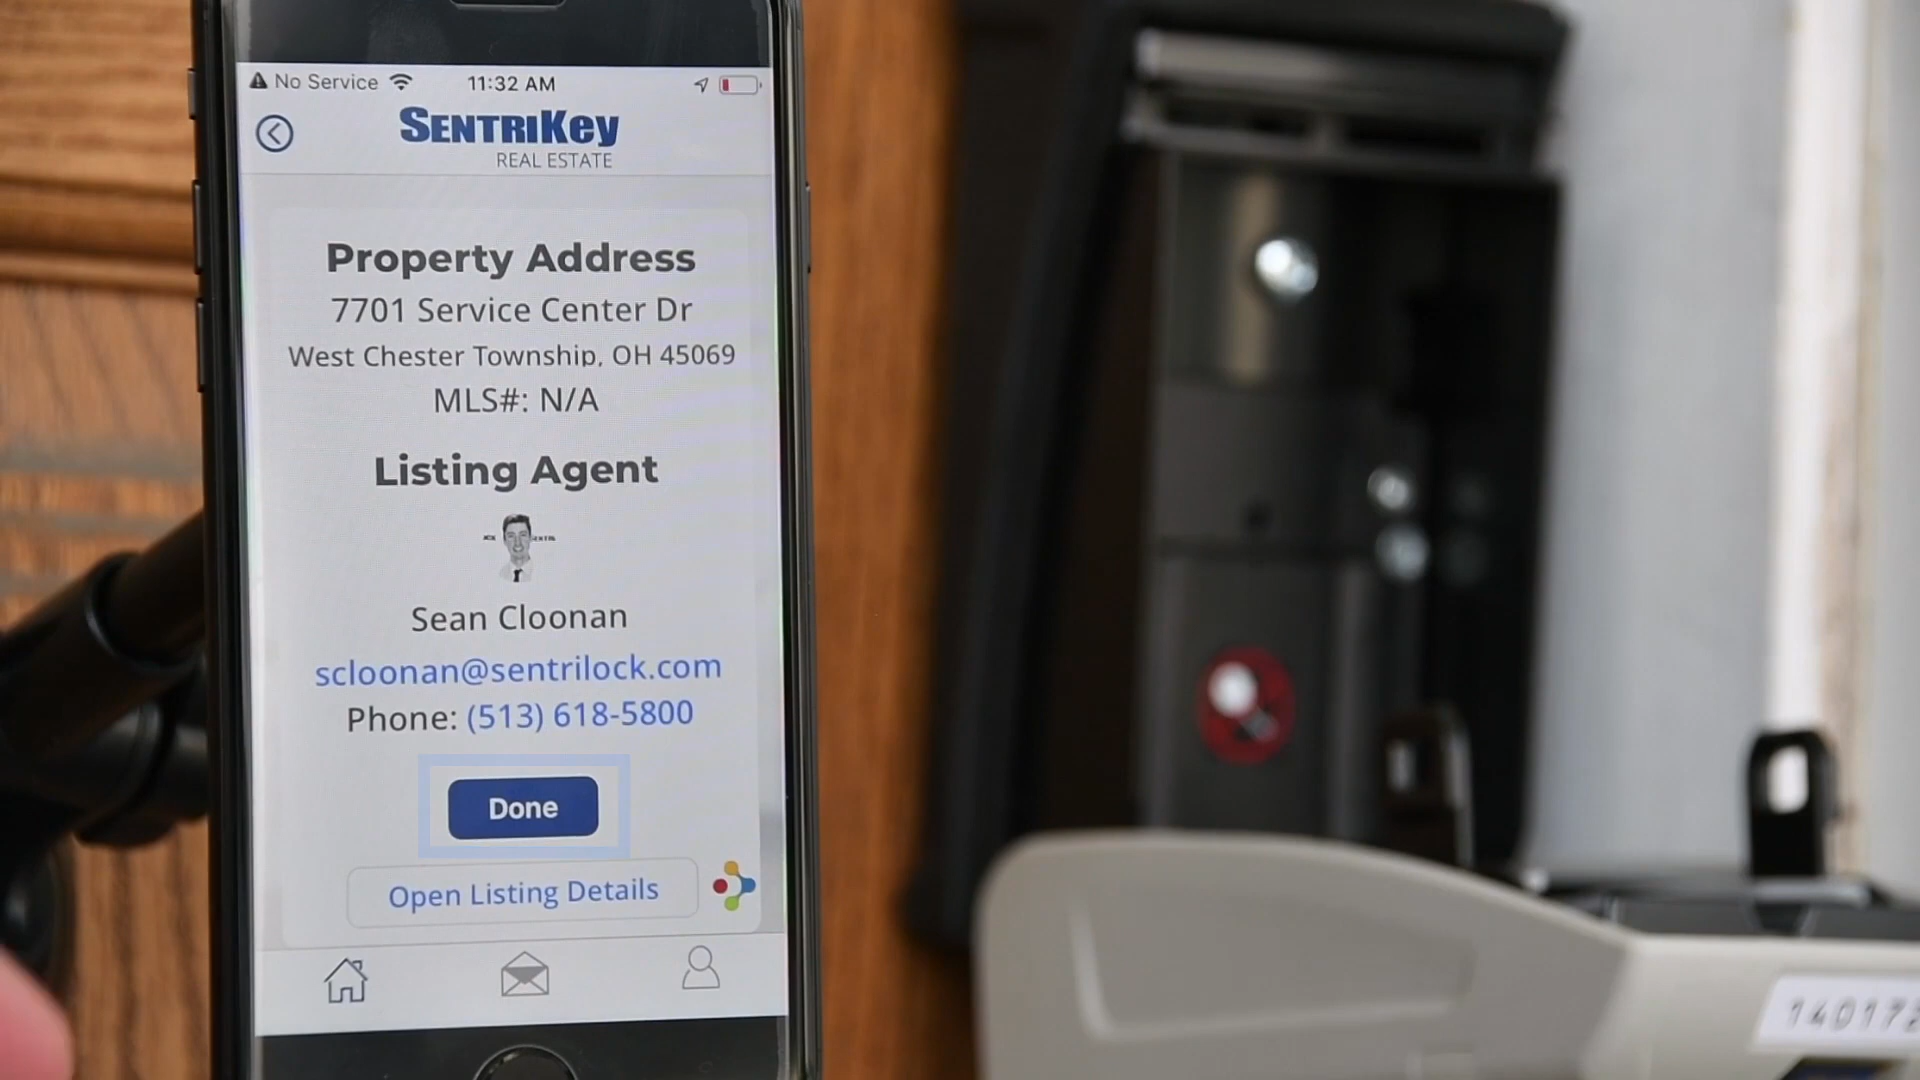 No Service 11:32 AM
SENTRIKey
REAL ESTATE
Property Address
7701 Service Center Dr
West Chester Township, OH 45069
MLS#: N/A
Listing Agent
Sean Cloonan
scloonan@sentrilock.com
Phone: (513) 618-5800
Done
Open Listing Details